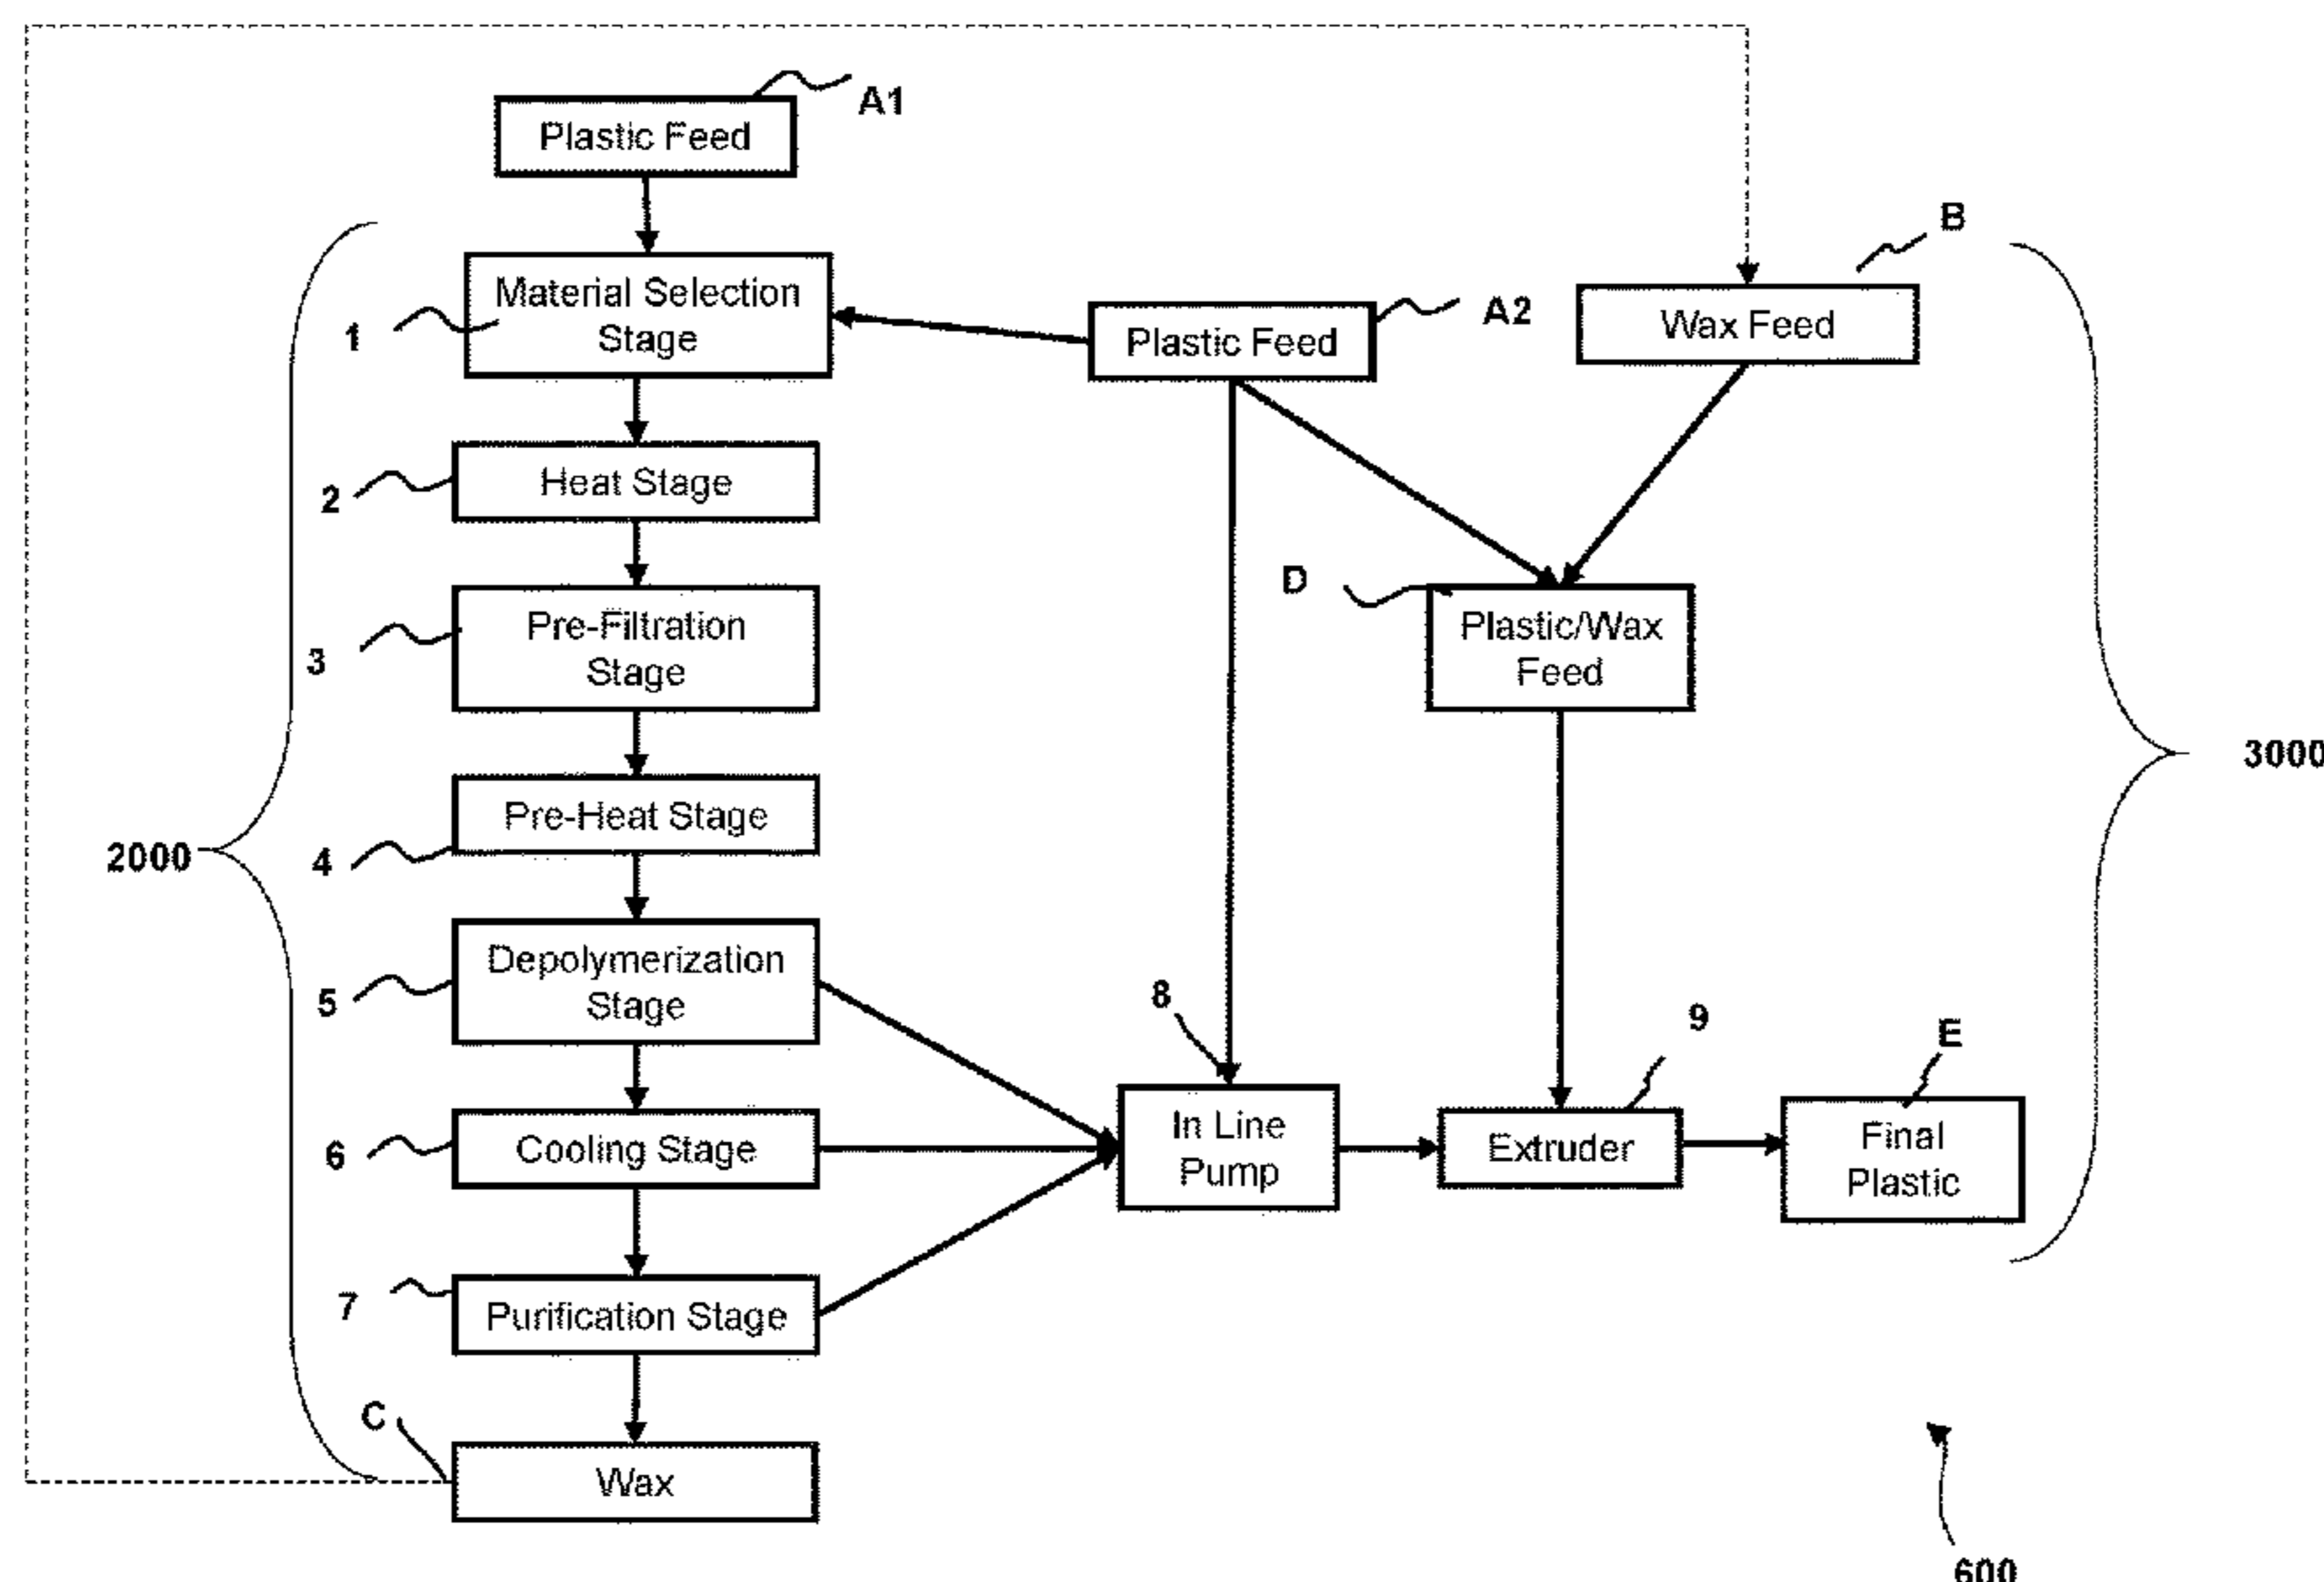 A1
Plastic Feed
B
Material Selection
Stage
1
A2
Plastic Feed
Wax Feed
Heat Stage
2
D
Pre-Filtration
Stage
3
Plastic/Wax
Feed
3000
Pre-Heat Stage
4
2000
Depolymerization
Stage
5
8
9
E
In Line
Pump
Cooling Stage
6
Extruder
Final
Plastic
7
Purification Stage
C
Wax
600